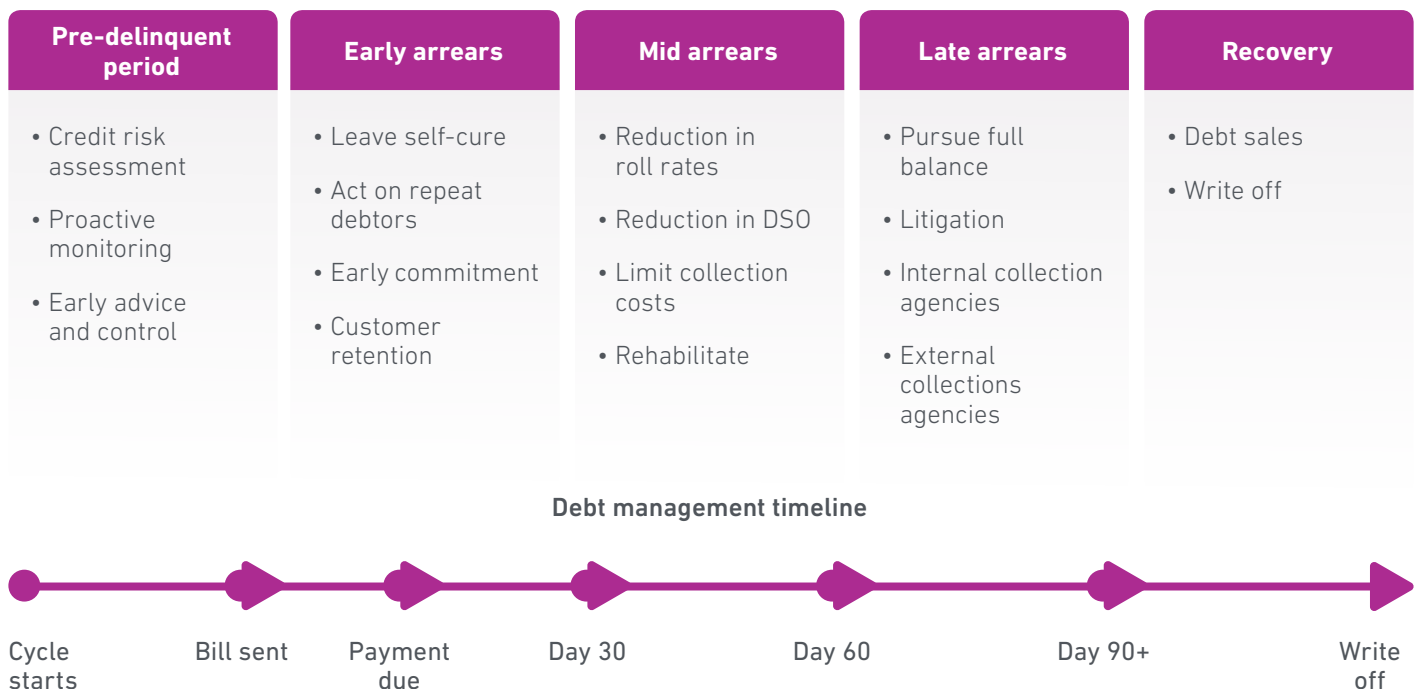 Pre-delinquent
period
• Credit risk
assessment
• Proactive
monitoring
• Early advice
and control
Early arrears
• Leave self-cure
• Act on repeat
debtors
• Early commitment
• Customer
retention
Mid arrears
• Reduction in
roll rates
• Reduction in DSO
• Limit collection
costs
• Rehabilitate
Late arrears
• Pursue full
balance
• Litigation
• Internal collection
agencies
• External
collections
agencies
Recovery
• Debt sales
• Write off
Debt management timeline
Cycle
starts
Bill sent
Payment
due
Day 30
Day 60
Day 90+
Write
off